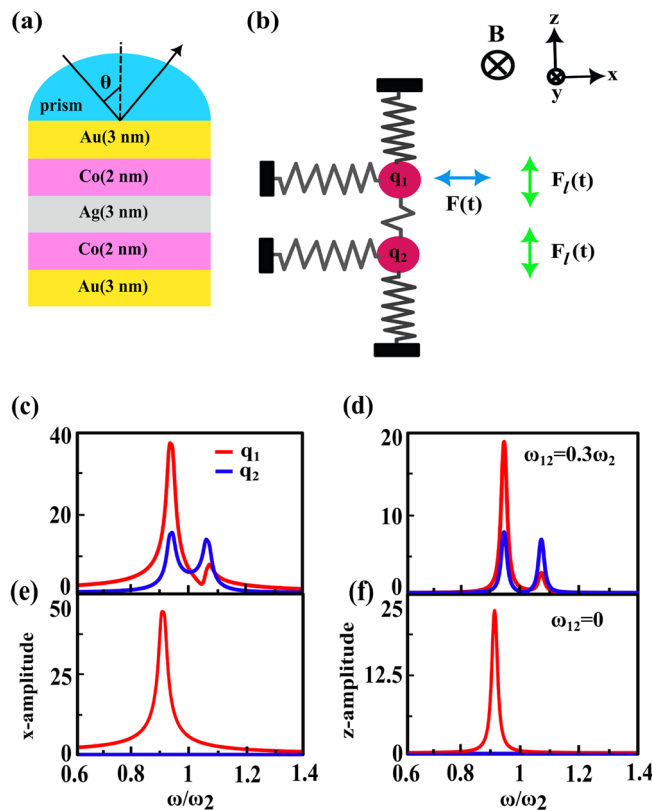 (a)
θ
prism
Au(3 nm)
Co(2 nm)
Ag(3 nm)
Co(2 nm)
Au(3 nm)
(b)
B
z
x
y
q₁
F(t)
Fₗ(t)
q₂
Fₗ(t)
(c)
40
20
0
q₁
q₂
(d)
20
10
0
ω₁₂=0.3ω₂
(e)
50
25
0
x-amplitude
0.6 0.8 1 1.2 1.4
ω/ω₂
(f)
25
12.5
0
z-amplitude
ω₁₂=0
0.6 0.8 1 1.2 1.4
ω/ω₂